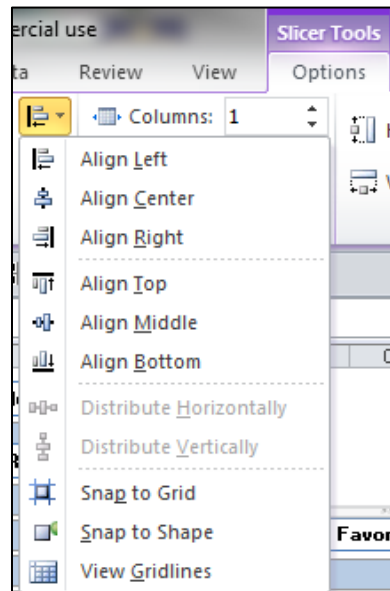 ercial use
Slicer Tools
ta Review View Options
Columns: 1
Align Left
Align Center
Align Right
Align Top
Align Middle
Align Bottom
Distribute Horizontally
Distribute Vertically
Snap to Grid
Snap to Shape
View Gridlines
Favor